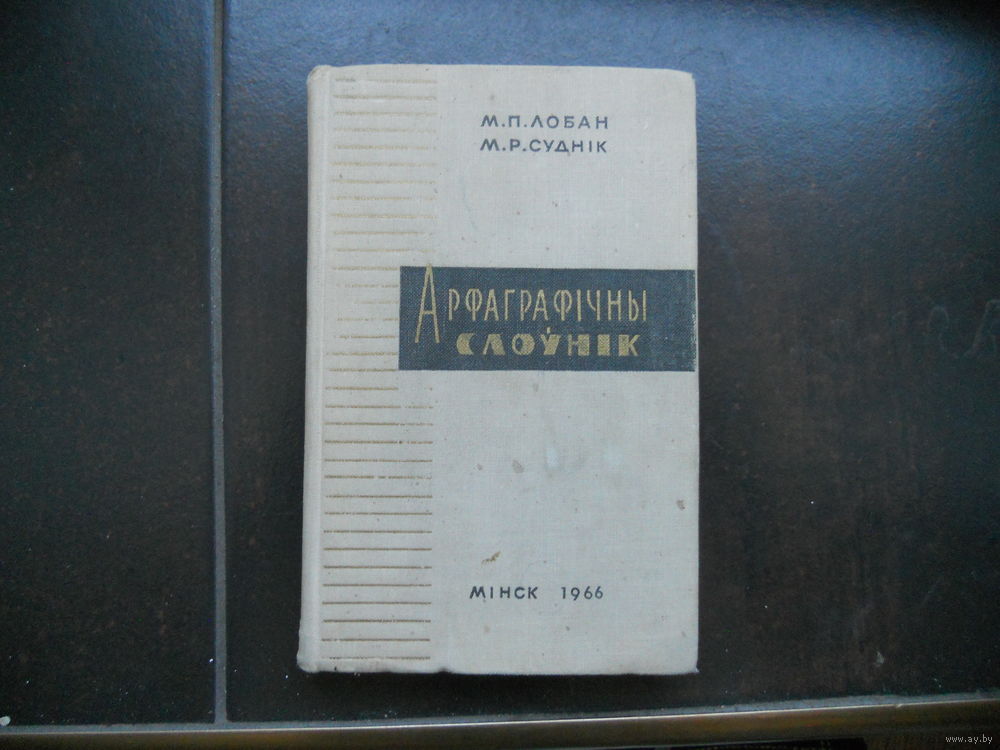 М.П.ЛОБАН
М.Р.СУДНІК
АРФАГРАФІЧНЫ
СЛОЎНІК
МІНСК 1966
www.ay.by